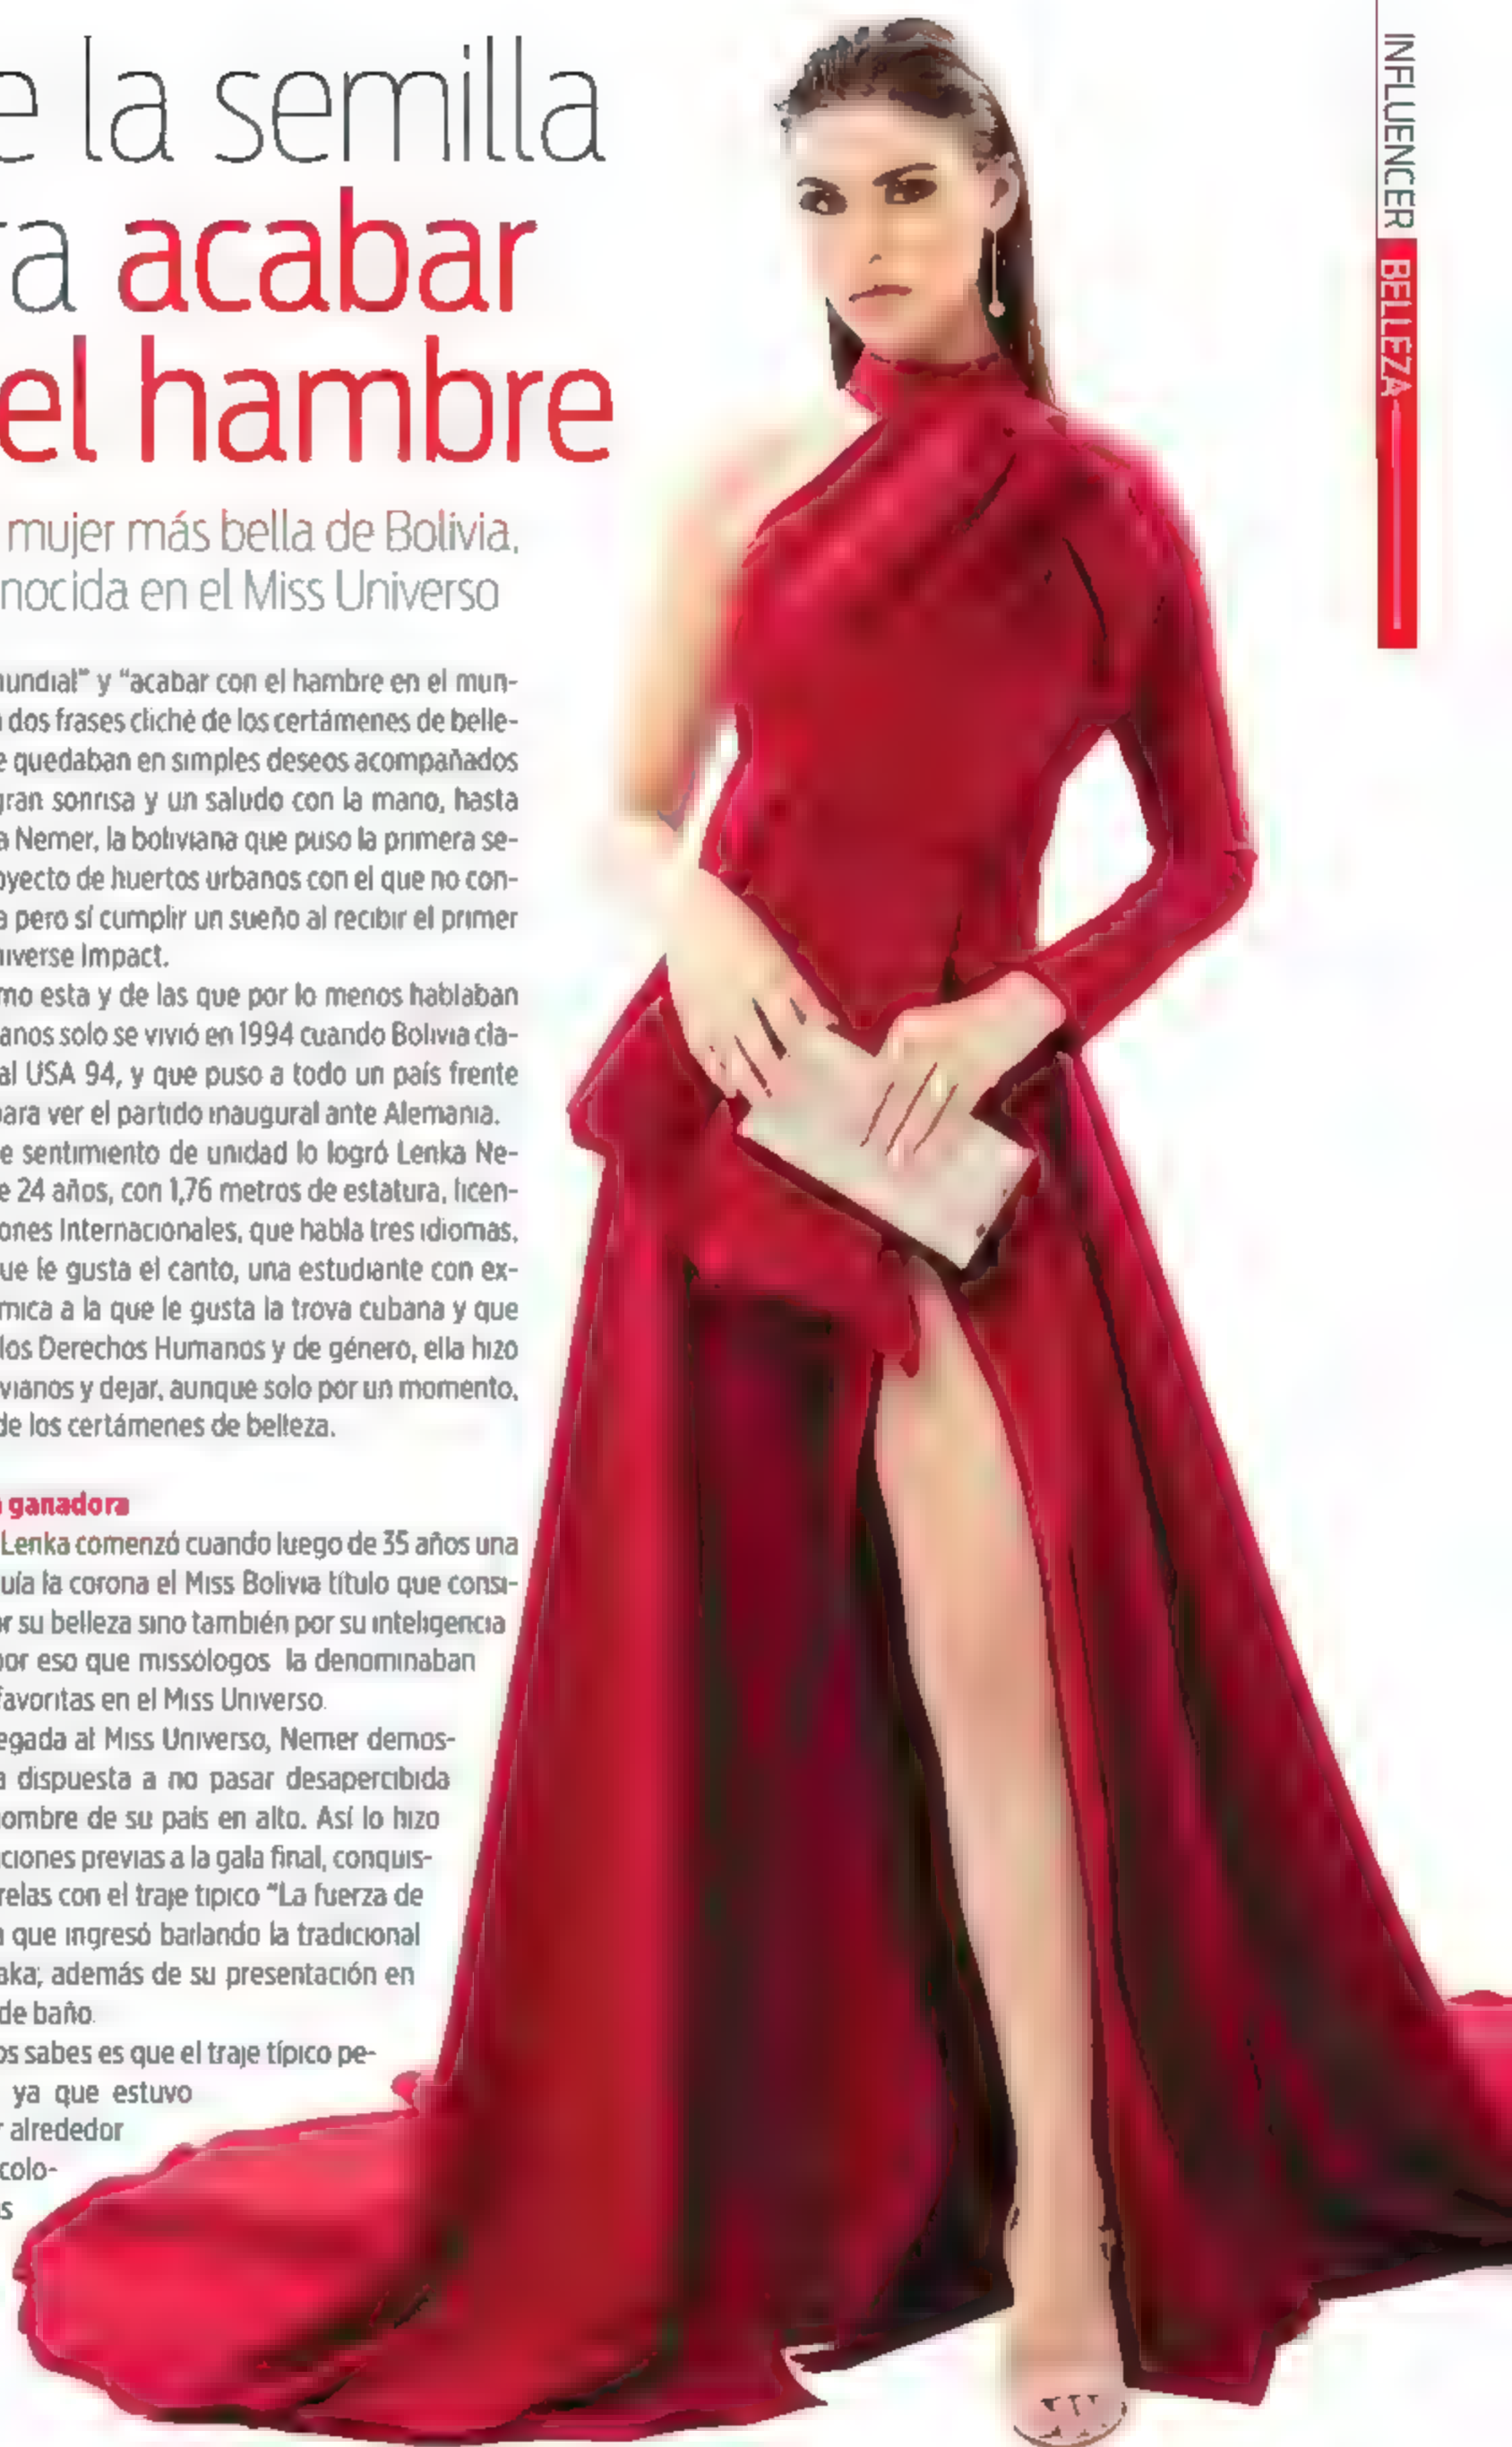 e la semilla
ra acabar
el hambre
mujer más bella de Bolivia,
nocida en el Miss Universo
mundial" y "acabar con el hambre en el mun-
dos frases cliché de los certámenes de belle-
e quedaban en simples deseos acompañados
gran sonrisa y un saludo con la mano, hasta
a Nemer, la boliviana que puso la primera se-
oyecto de huertos urbanos con el que no con-
a pero sí cumplir un sueño al recibir el primer
niverse Impact.
mo esta y de las que por lo menos hablaban
anos solo se vivió en 1994 cuando Bolivia cla-
al USA 94, y que puso a todo un país frente
para ver el partido inaugural ante Alemania.
e sentimiento de unidad lo logró Lenka Ne-
e 24 años, con 1,76 metros de estatura, licen-
ones Internacionales, que habla tres idiomas,
ue le gusta el canto, una estudiante con ex-
mica a la que le gusta la trova cubana y que
los Derechos Humanos y de género, ella hizo
vianos y dejar, aunque solo por un momento,
de los certámenes de belleza.
a ganadora
Lenka comenzó cuando luego de 35 años una
uía la corona el Miss Bolivia título que consi-
or su belleza sino también por su inteligencia
por eso que missólogos la denominaban
favoritas en el Miss Universo.
egada al Miss Universo, Nemer demos-
a dispuesta a no pasar desapercibida
nombre de su país en alto. Así lo hizo
ciones previas a la gala final, conquis-
relas con el traje típico "La fuerza de
a que ingresó bailando la tradicional
aka; además de su presentación en
de baño.
os sabes es que el traje típico pe-
ya que estuvo
r alrededor
colo-
s
INFLUENCER BELLEZA